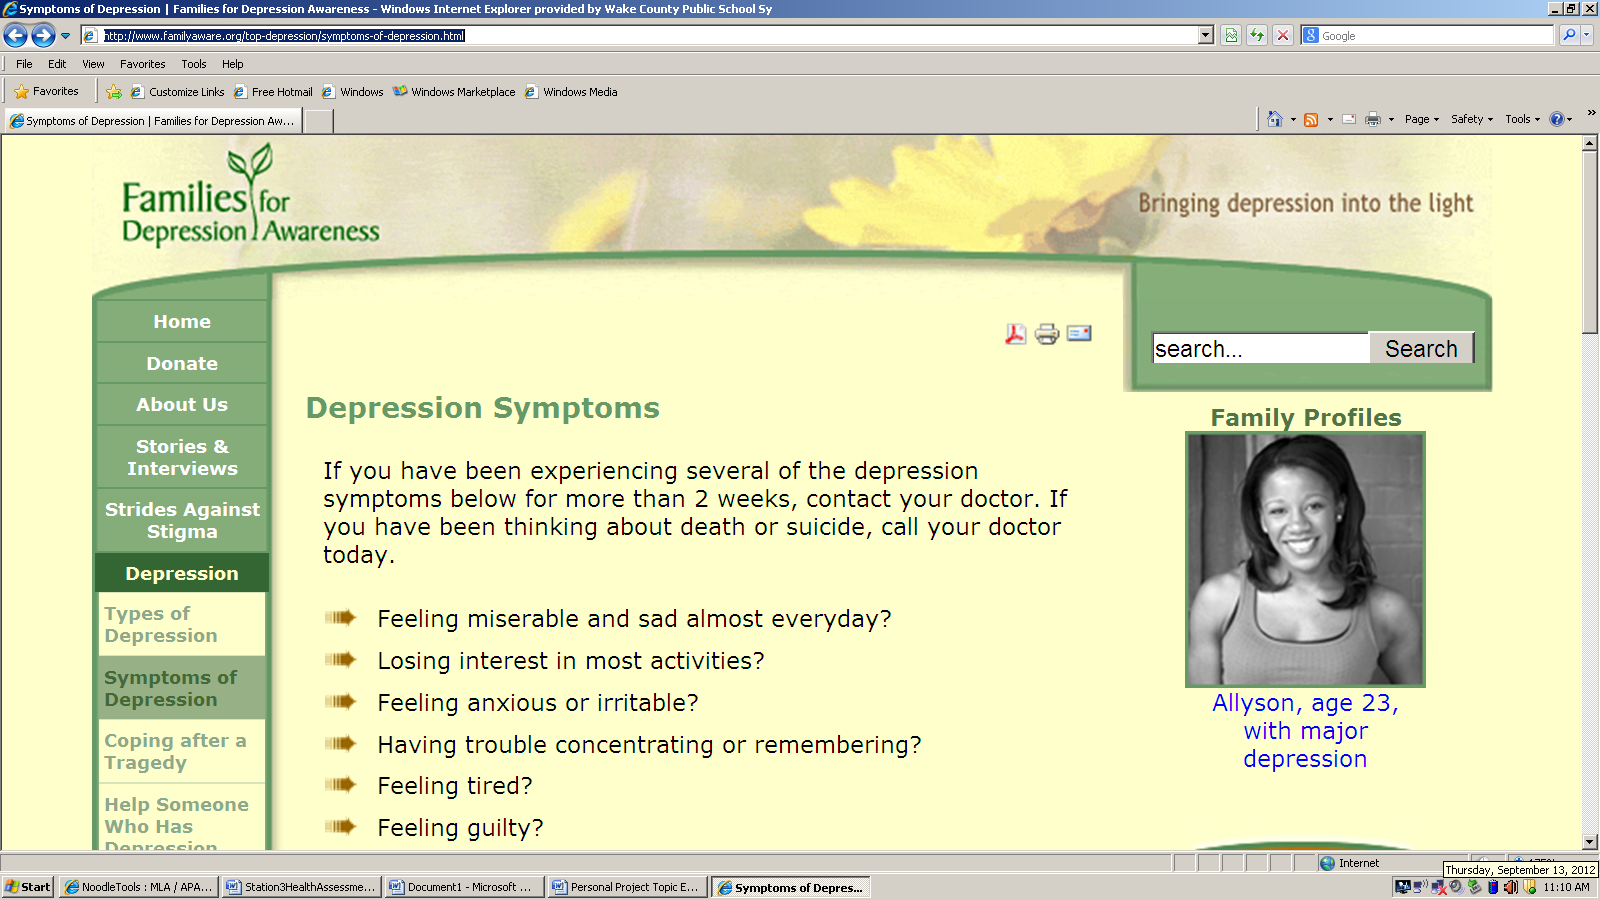 Symptoms of Depression | Families for Depression Awareness - Windows Internet Explorer provided by Wake County Public School Sy
http://www.familyaware.org/top-depression/symptoms-of-depression.html
Google
File Edit View Favorites Tools Help
Favorites Customize Links Free Hotmail Windows Windows Marketplace Windows Media
Symptoms of Depression | Families for Depression Aw... Page Safety Tools
Families for
Depression Awareness
Bringing depression into the light
Home
Donate
About Us
Stories &
Interviews
Strides Against
Stigma
Depression
Types of
Depression
Symptoms of
Depression
Coping after a
Tragedy
Help Someone
Who Has
Depression
search... Search
Depression Symptoms
If you have been experiencing several of the depression
symptoms below for more than 2 weeks, contact your doctor. If
you have been thinking about death or suicide, call your doctor
today.
Feeling miserable and sad almost everyday?
Losing interest in most activities?
Feeling anxious or irritable?
Having trouble concentrating or remembering?
Feeling tired?
Feeling guilty?
Family Profiles
Allyson, age 23,
with major
depression
Internet
Thursday, September 13, 2012
Start NoodleTools : MLA / APA... Station3HealthAssessme... Document1 - Microsoft ... Personal Project Topic E... Symptoms of Depres... 11:10 AM